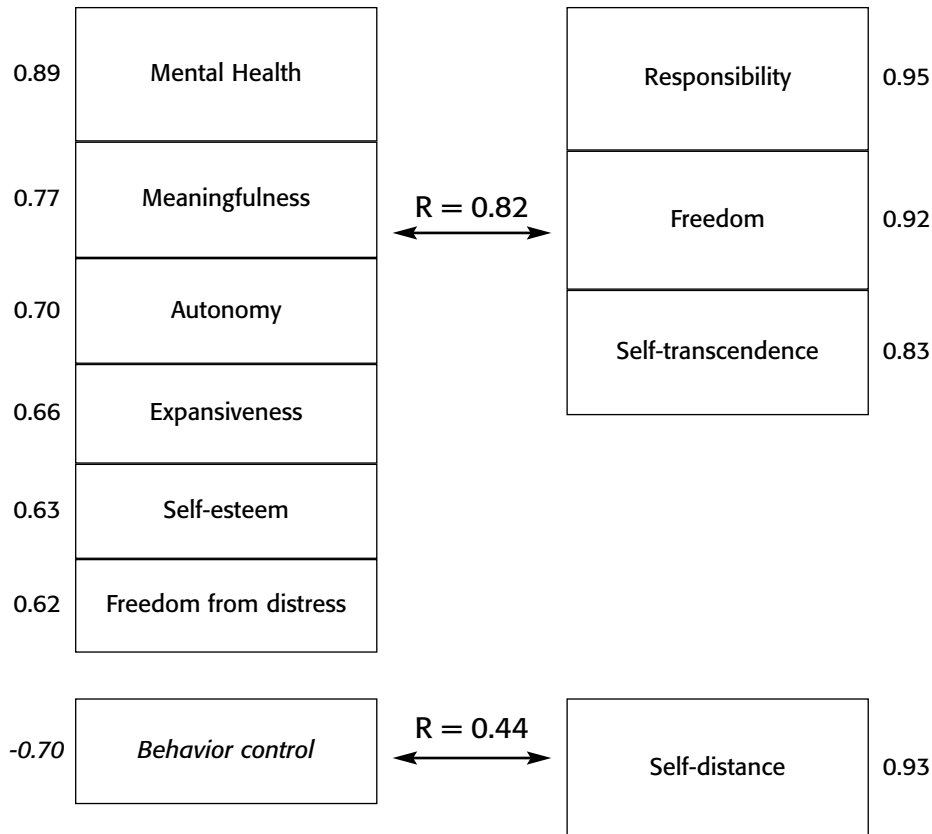 0.89 Mental Health
Responsibility 0.95
0.77 Meaningfulness
R = 0.82
Freedom 0.92
0.70 Autonomy
Self-transcendence 0.83
0.66 Expansiveness
0.63 Self-esteem
0.62 Freedom from distress
R = 0.44
-0.70 Behavior control
Self-distance 0.93